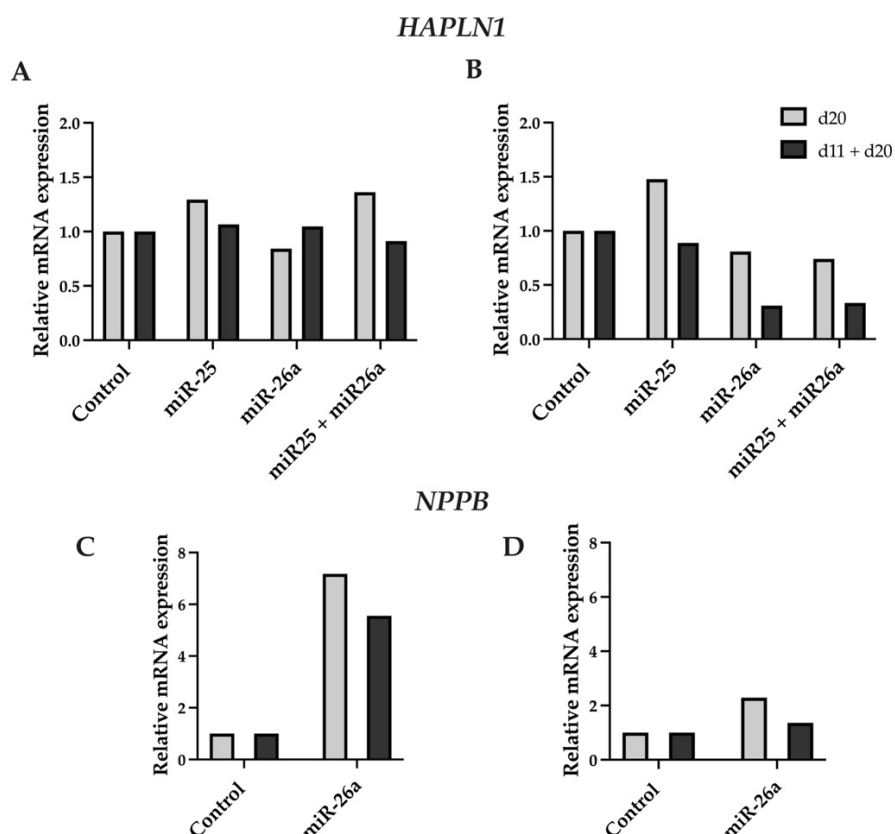 HAPLN1
A
B
Relative mRNA expression
2.0
1.5
1.0
0.5
0.0
Control
miR-25
miR-26a
miR25 + miR26a
Relative mRNA expression
2.0
1.5
1.0
0.5
0.0
Control
miR-25
miR-26a
miR25 + miR26a
d20
d11 + d20
NPPB
C
D
Relative mRNA expression
8
6
4
2
0
Control
miR-26a
Relative mRNA expression
8
6
4
2
0
Control
miR-26a